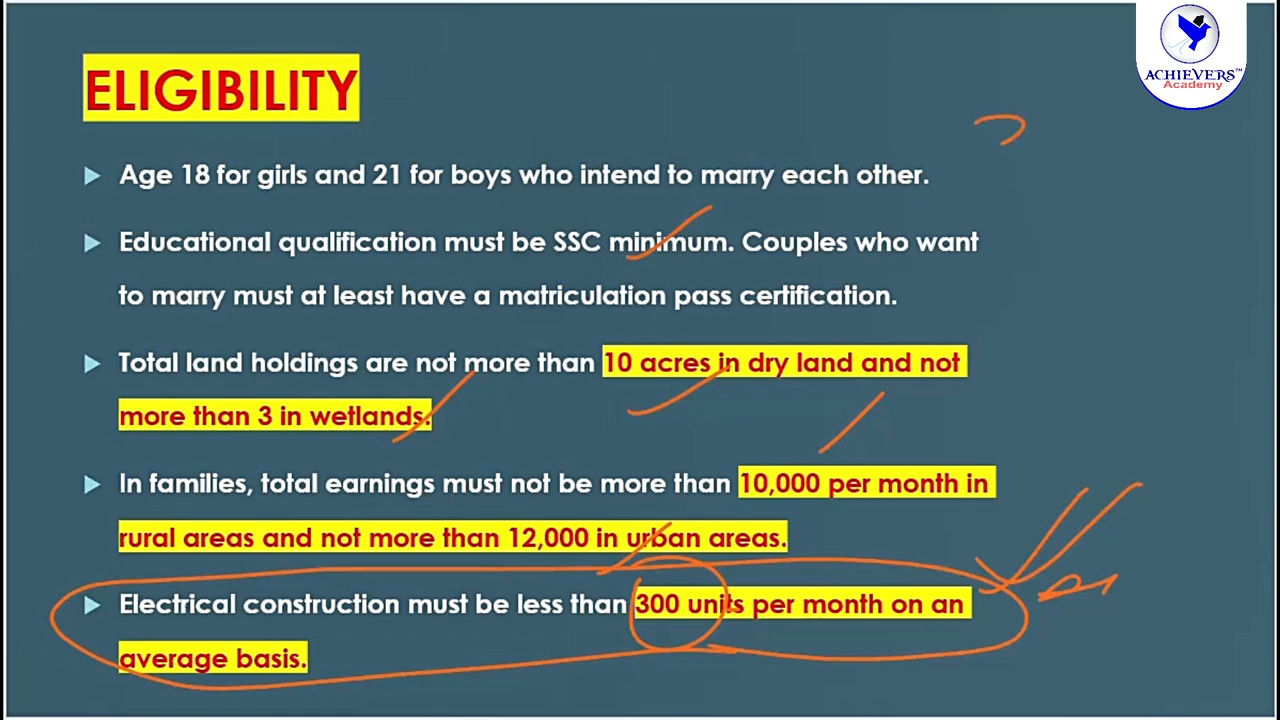 ACHIEVERS™
Academy
ELIGIBILITY
Age 18 for girls and 21 for boys who intend to marry each other.
Educational qualification must be SSC minimum. Couples who want
to marry must at least have a matriculation pass certification.
Total land holdings are not more than 10 acres in dry land and not
more than 3 in wetlands.
In families, total earnings must not be more than 10,000 per month in
rural areas and not more than 12,000 in urban areas.
Electrical construction must be less than 300 units per month on an
average basis.